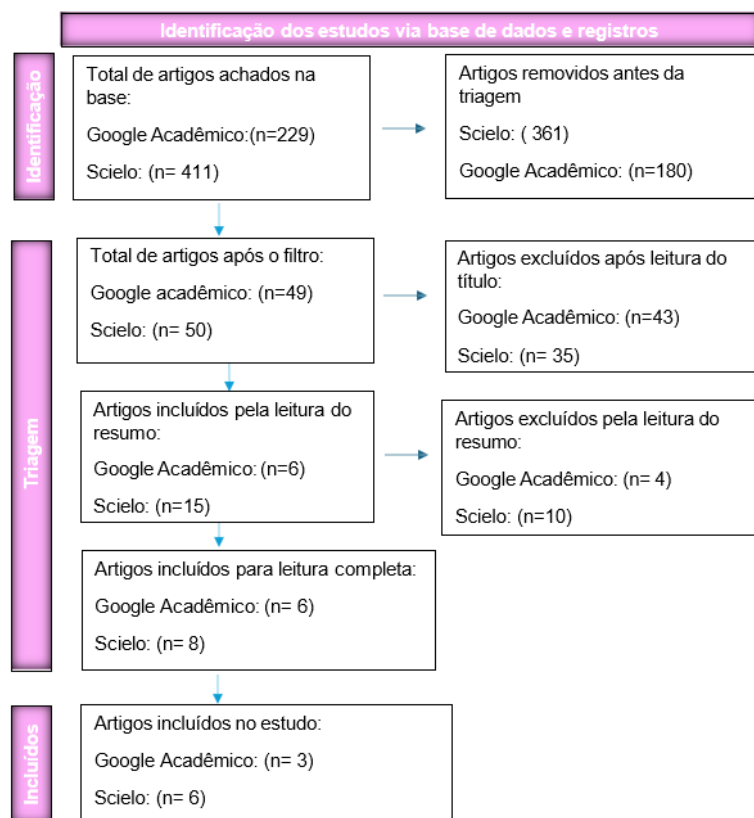 Identificação dos estudos via base de dados e registros
Identificação
Total de artigos achados na
base:
Google Acadêmico:(n=229)
Scielo: (n= 411)
Artigos removidos antes da
triagem
Scielo: ( 361)
Google Acadêmico: (n=180)
Triagem
Total de artigos após o filtro:
Google acadêmico: (n=49)
Scielo: (n= 50)
Artigos excluídos após leitura do
título:
Google Acadêmico: (n=43)
Scielo: (n= 35)
Artigos incluídos pela leitura do
resumo:
Google Acadêmico: (n=6)
Scielo: (n=15)
Artigos excluídos pela leitura do
resumo:
Google Acadêmico: (n= 4)
Scielo: (n=10)
Artigos incluídos para leitura completa:
Google Acadêmico: (n= 6)
Scielo: (n= 8)
Incluídos
Artigos incluídos no estudo:
Google Acadêmico: (n= 3)
Scielo: (n= 6)